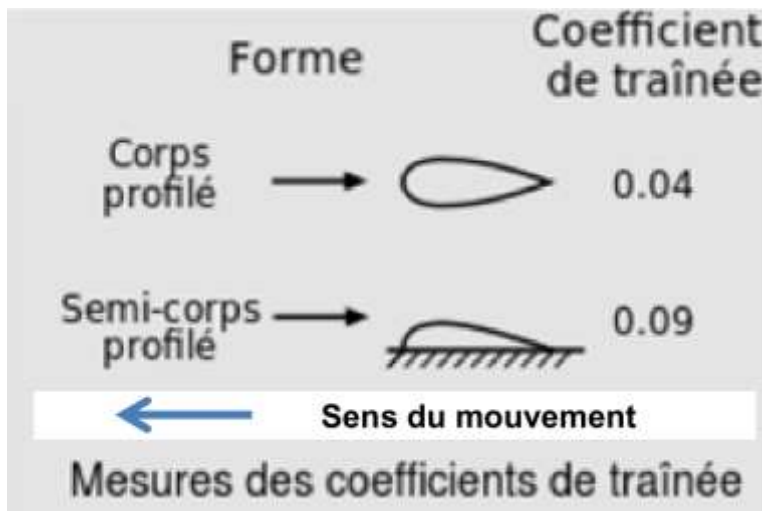 Forme
Coefficient
de traînée
Corps
profilé
0.04
Semi-corps
profilé
0.09
Sens du mouvement
Mesures des coefficients de traînée